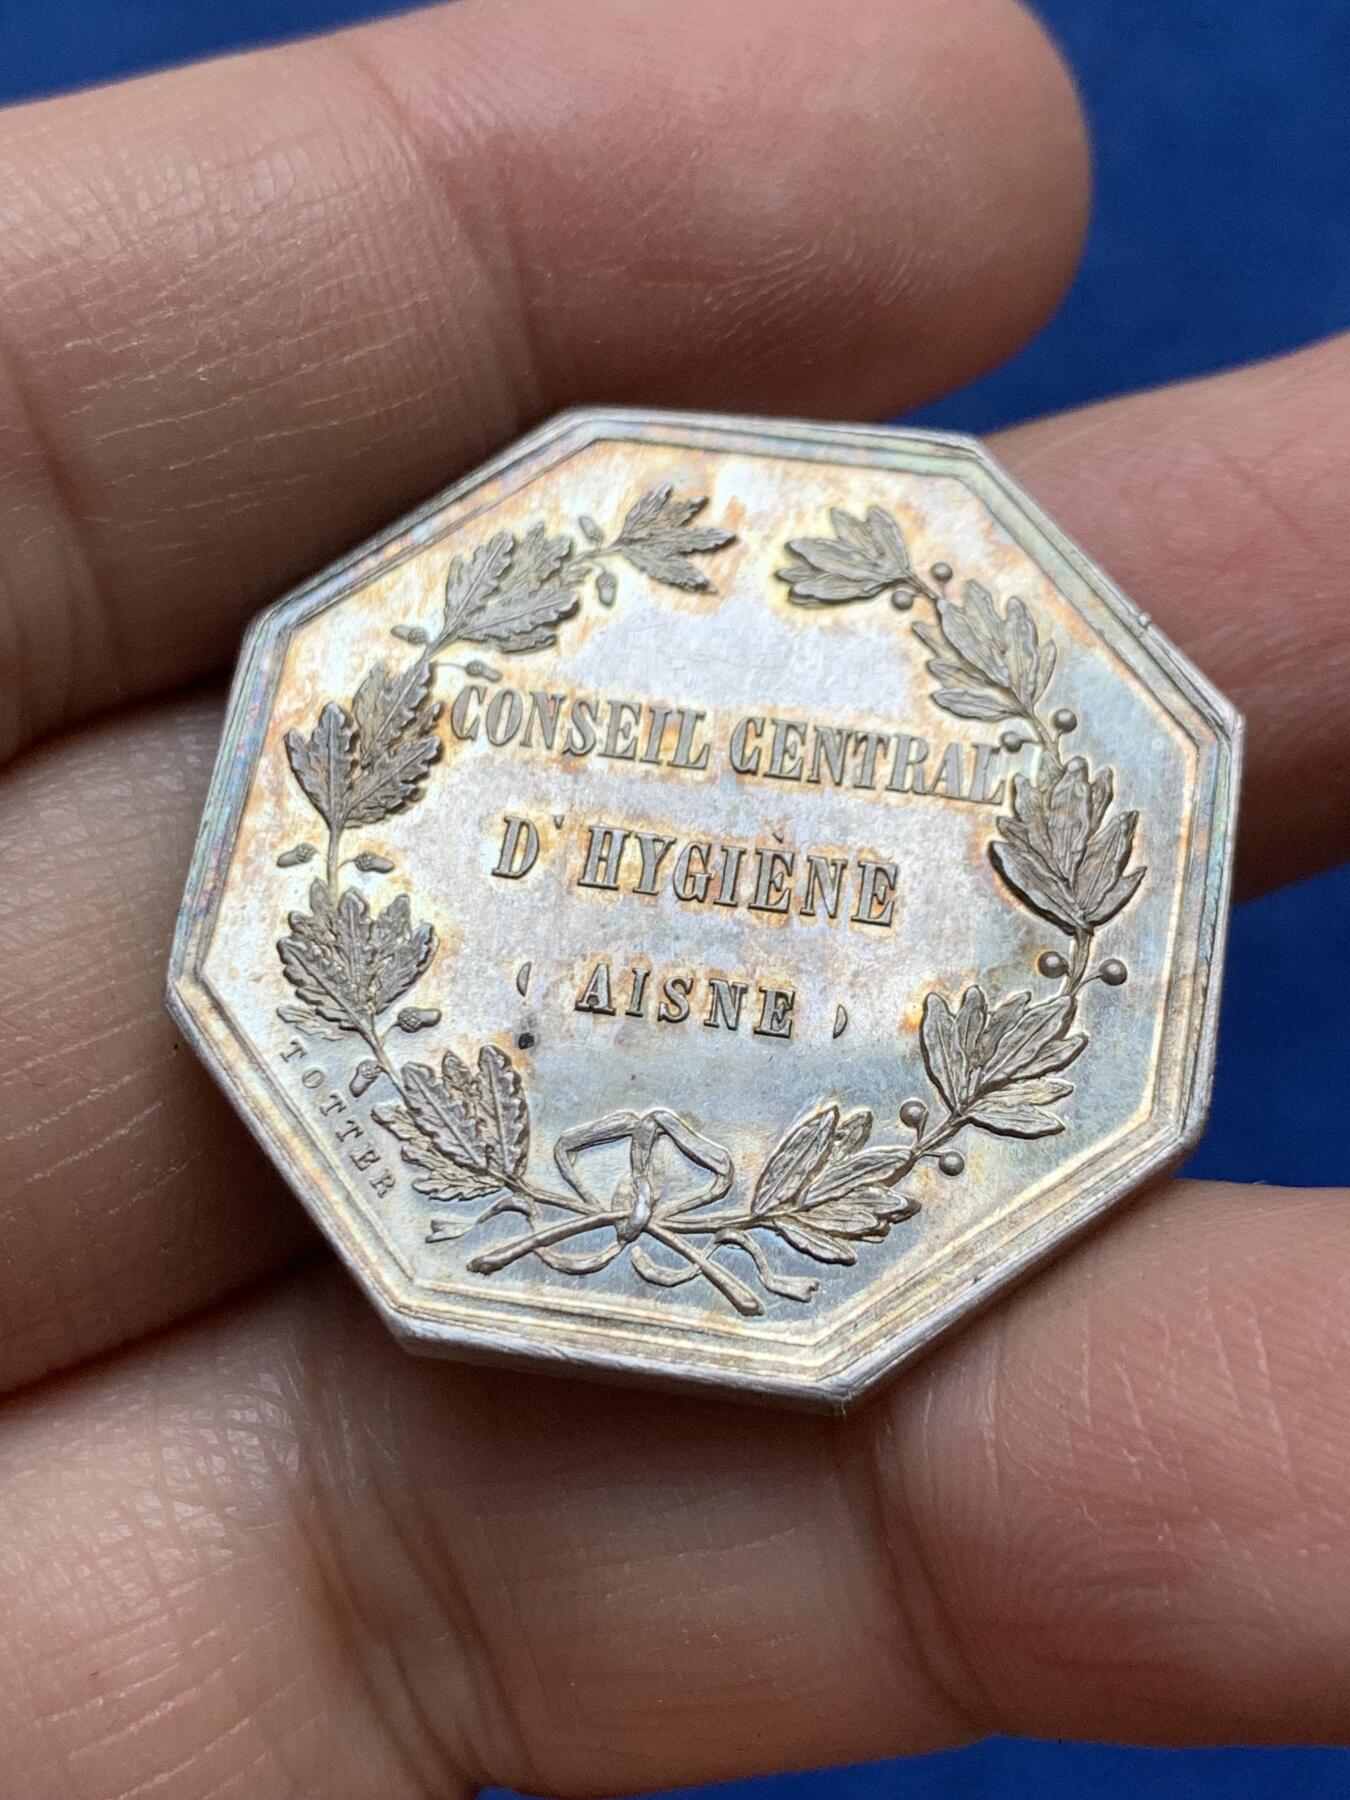 CONSEIL CENTRAL
D'HYGIÈNE
( AISNE )
TOTTER